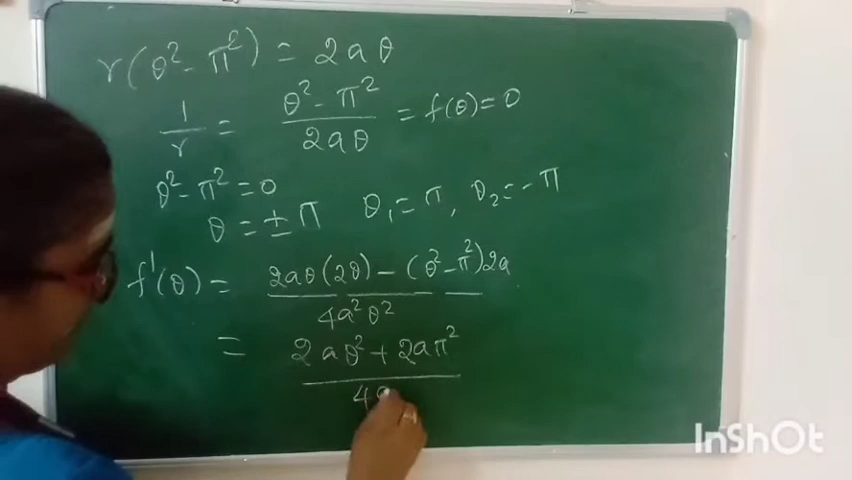 r(θ² - π²) = 2aθ
1/r = (θ² - π²)/(2aθ) = f(θ) = 0
θ² - π² = 0
θ = ± π   θ₁ = π, θ₂ = - π
f'(θ) = (2aθ(2θ) - (θ² - π²)2a)/(4a²θ²)
= (2aθ² + 2aπ²)/(4a
InShOt